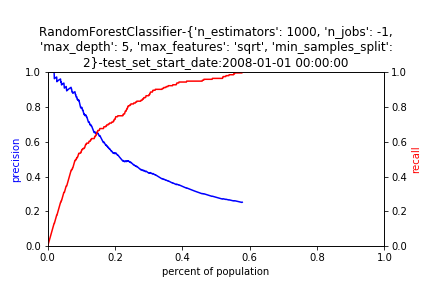 RandomForestClassifier-{'n_estimators': 1000, 'n_jobs': -1,
'max_depth': 5, 'max_features': 'sqrt', 'min_samples_split':
2}-test_set_start_date:2008-01-01 00:00:00
1.0
0.8
0.6
0.4
0.2
0.0
precision
1.0
0.8
0.6
0.4
0.2
0.0
recall
0.0 0.2 0.4 0.6 0.8 1.0
percent of population